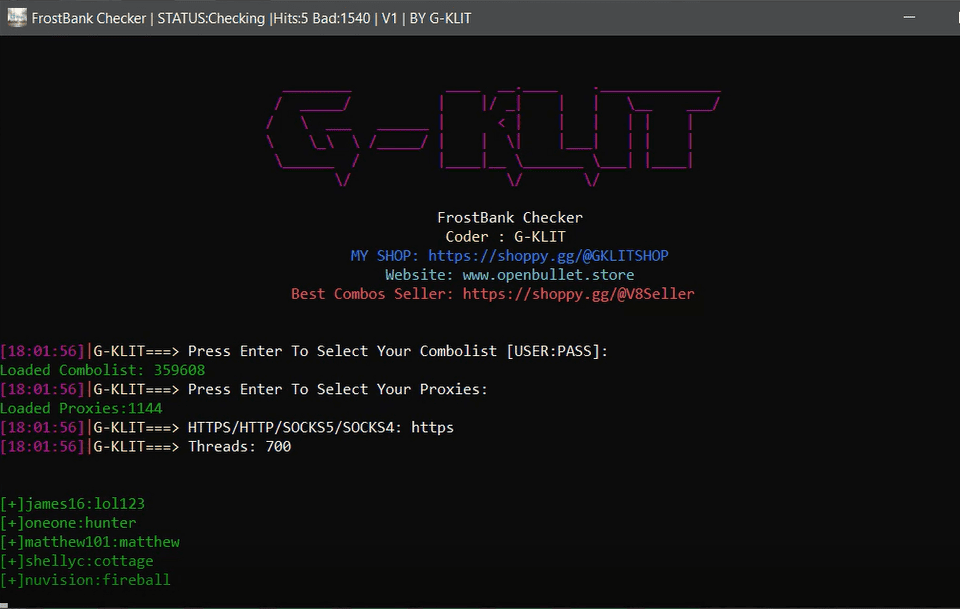 FrostBank Checker | STATUS:Checking |Hits:5 Bad:1540 | V1 | BY G-KLIT
G-KLIT
FrostBank Checker
Coder : G-KLIT
MY SHOP: https://shoppy.gg/@GKLITSHOP
Website: www.openbullet.store
Best Combos Seller: https://shoppy.gg/@V8Seller
[18:01:56]|G-KLIT===> Press Enter To Select Your Combolist [USER:PASS]:
Loaded Combolist: 359608
[18:01:56]|G-KLIT===> Press Enter To Select Your Proxies:
Loaded Proxies:1144
[18:01:56]|G-KLIT===> HTTPS/HTTP/SOCKS5/SOCKS4: https
[18:01:56]|G-KLIT===> Threads: 700
[+]james16:lol123
[+]oneone:hunter
[+]matthew101:matthew
[+]shellyc:cottage
[+]nuvision:fireball